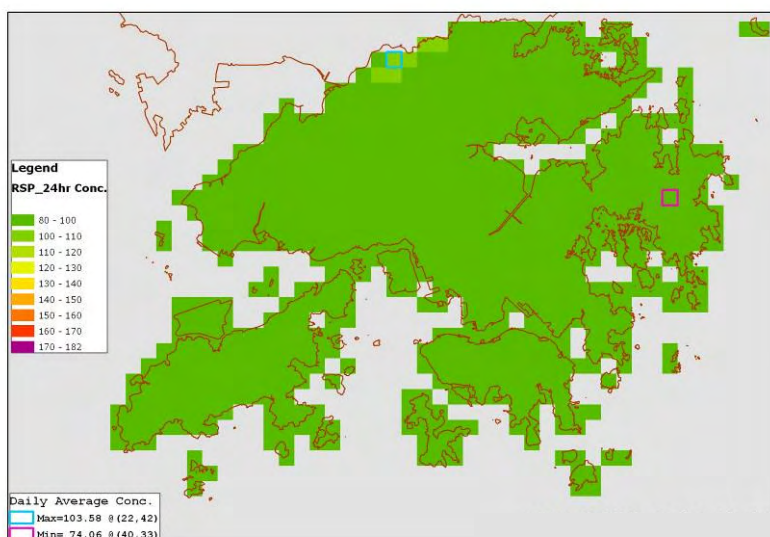 Legend
RSP_24hr Conc.
80 - 100
100 - 110
110 - 120
120 - 130
130 - 140
140 - 150
150 - 160
160 - 170
170 - 182
Daily Average Conc.
Max=103.58 @(22,42)
Min= 74.06 @(40,33)